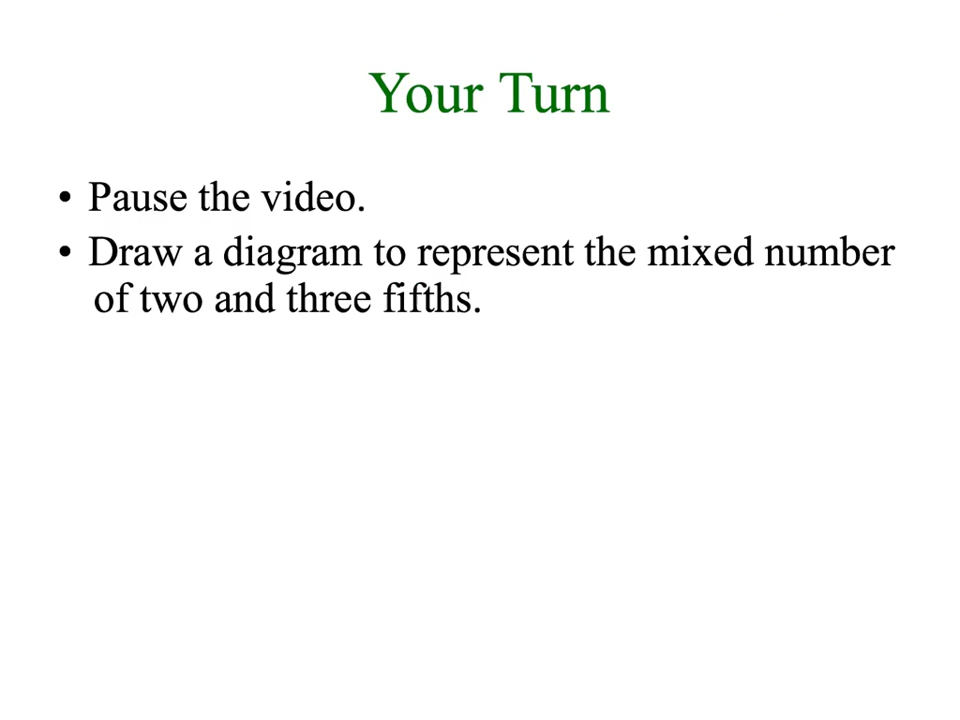 Your Turn
• Pause the video.
• Draw a diagram to represent the mixed number
of two and three fifths.